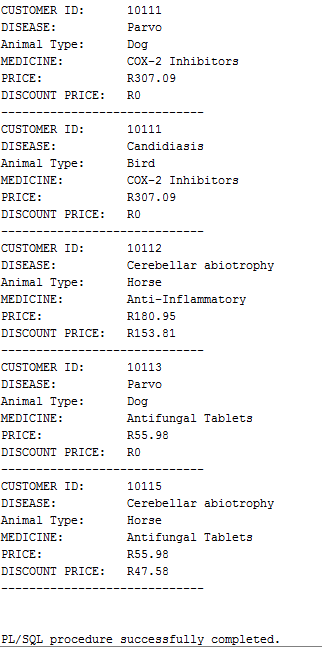 CUSTOMER ID: 10111
DISEASE: Parvo
Animal Type: Dog
MEDICINE: COX-2 Inhibitors
PRICE: R307.09
DISCOUNT PRICE: R0
-----------------------------
CUSTOMER ID: 10111
DISEASE: Candidiasis
Animal Type: Bird
MEDICINE: COX-2 Inhibitors
PRICE: R307.09
DISCOUNT PRICE: R0
-----------------------------
CUSTOMER ID: 10112
DISEASE: Cerebellar abiotrophy
Animal Type: Horse
MEDICINE: Anti-Inflammatory
PRICE: R180.95
DISCOUNT PRICE: R153.81
-----------------------------
CUSTOMER ID: 10113
DISEASE: Parvo
Animal Type: Dog
MEDICINE: Antifungal Tablets
PRICE: R55.98
DISCOUNT PRICE: R0
-----------------------------
CUSTOMER ID: 10115
DISEASE: Cerebellar abiotrophy
Animal Type: Horse
MEDICINE: Antifungal Tablets
PRICE: R55.98
DISCOUNT PRICE: R47.58
-----------------------------
PL/SQL procedure successfully completed.